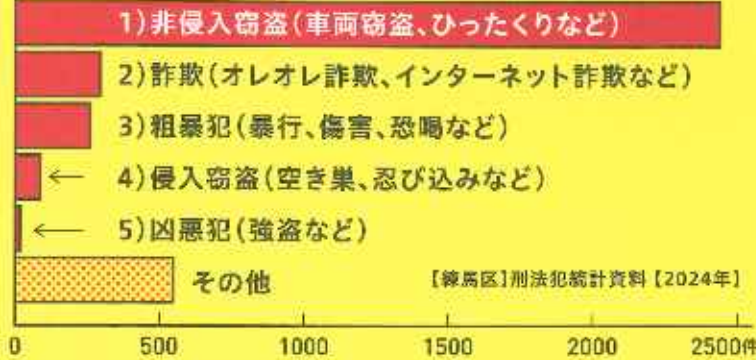 1)非侵入窃盗(車両窃盗、ひったくりなど)
2)詐欺(オレオレ詐欺、インターネット詐欺など)
3)粗暴犯(暴行、傷害、恐喝など)
← 4)侵入窃盗(空き巣、忍び込みなど)
← 5)凶悪犯(強盗など)
その他
【練馬区】刑法犯統計資料【2024年】
0 500 1000 1500 2000 2500件